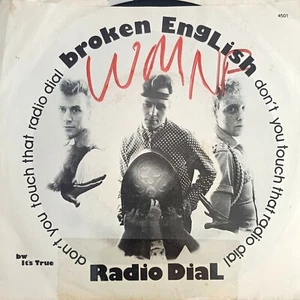 4501
broken EngLish
WMNF
don't you touch that radio dial
don't you touch that radio dial
bw
It's True
Radio DiaL